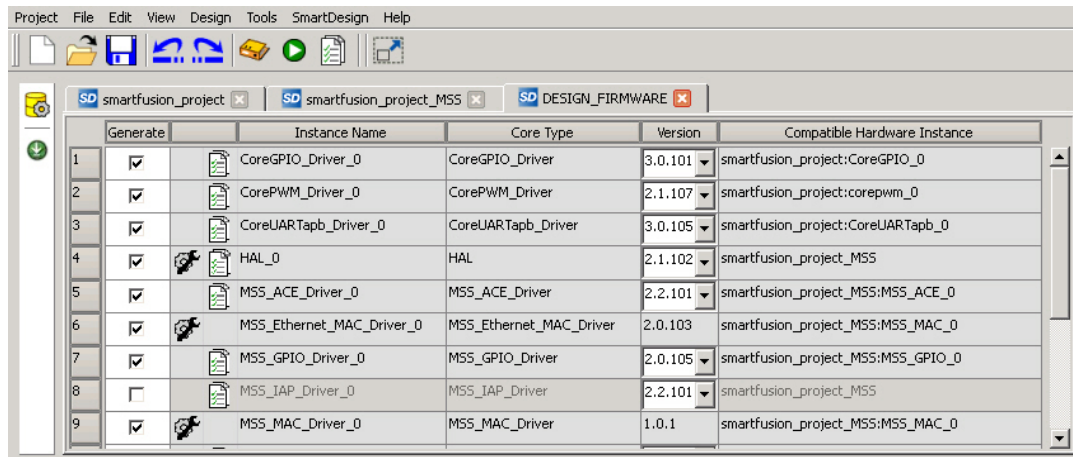 Project File Edit View Design Tools SmartDesign Help
SD smartfusion_project SD smartfusion_project_MSS SD DESIGN_FIRMWARE
Generate Instance Name Core Type Version Compatible Hardware Instance
1 CoreGPIO_Driver_0 CoreGPIO_Driver 3.0.101 smartfusion_project:CoreGPIO_0
2 CorePWM_Driver_0 CorePWM_Driver 2.1.107 smartfusion_project:corepwm_0
3 CoreUARTapb_Driver_0 CoreUARTapb_Driver 3.0.105 smartfusion_project:CoreUARTapb_0
4 HAL_0 HAL 2.1.102 smartfusion_project_MSS
5 MSS_ACE_Driver_0 MSS_ACE_Driver 2.2.101 smartfusion_project_MSS:MSS_ACE_0
6 MSS_Ethernet_MAC_Driver_0 MSS_Ethernet_MAC_Driver 2.0.103 smartfusion_project_MSS:MSS_MAC_0
7 MSS_GPIO_Driver_0 MSS_GPIO_Driver 2.0.105 smartfusion_project_MSS:MSS_GPIO_0
8 MSS_IAP_Driver_0 MSS_IAP_Driver 2.2.101 smartfusion_project_MSS
9 MSS_MAC_Driver_0 MSS_MAC_Driver 1.0.1 smartfusion_project_MSS:MSS_MAC_0